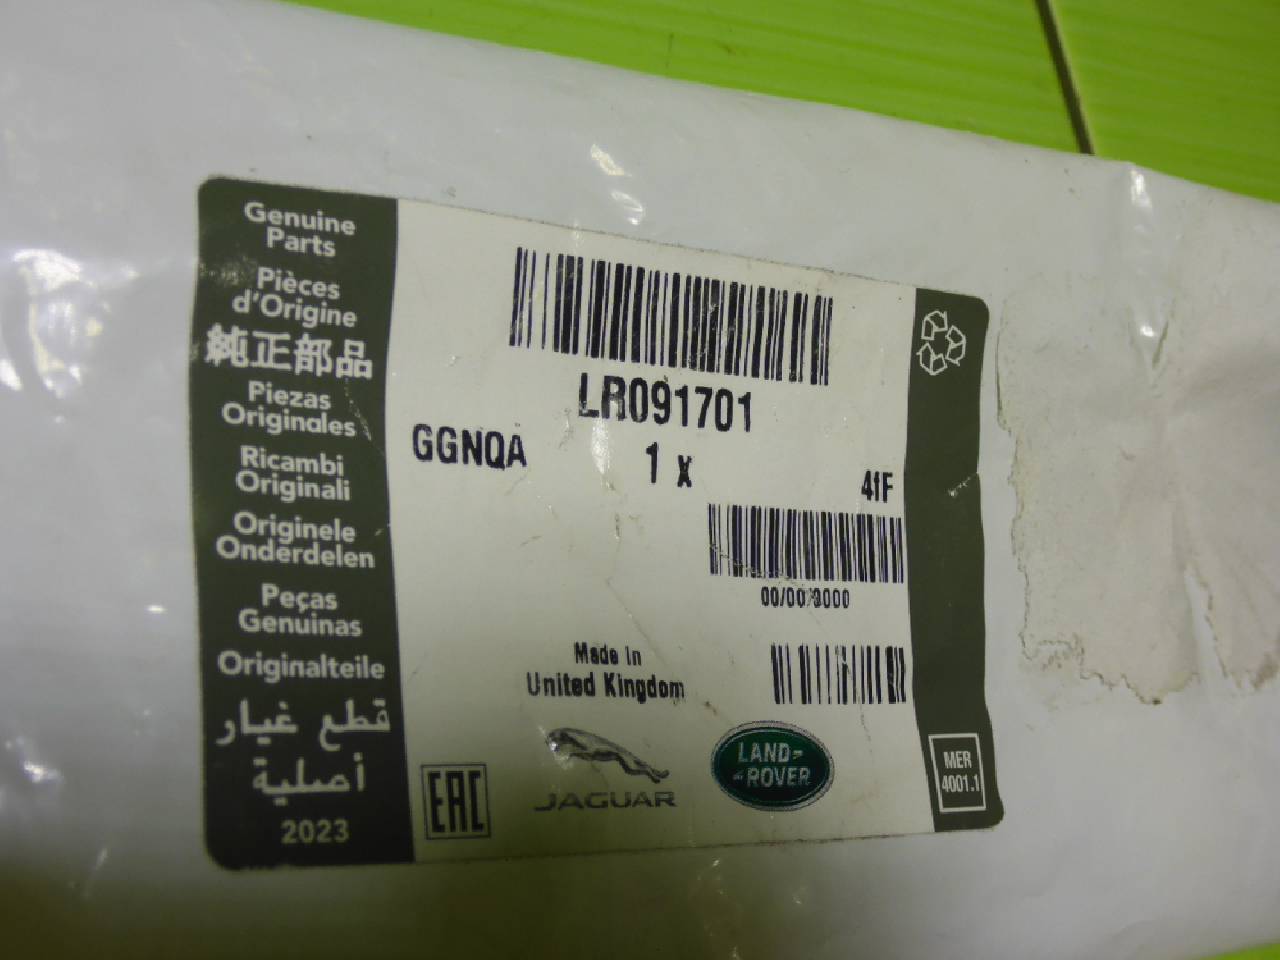 Genuine
Parts
Pièces
d'Origine
純正部品
Piezas
Originales
Ricambi
Originali
Originele
Onderdelen
Peças
Genuinas
Originalteile
قطع غيار
أصلية
2023
LR091701
GGNQA
1 x
4fF
00/00
Made in
United Kingdom
EAC
JAGUAR
LAND-
-ROVER
MER
4001.1